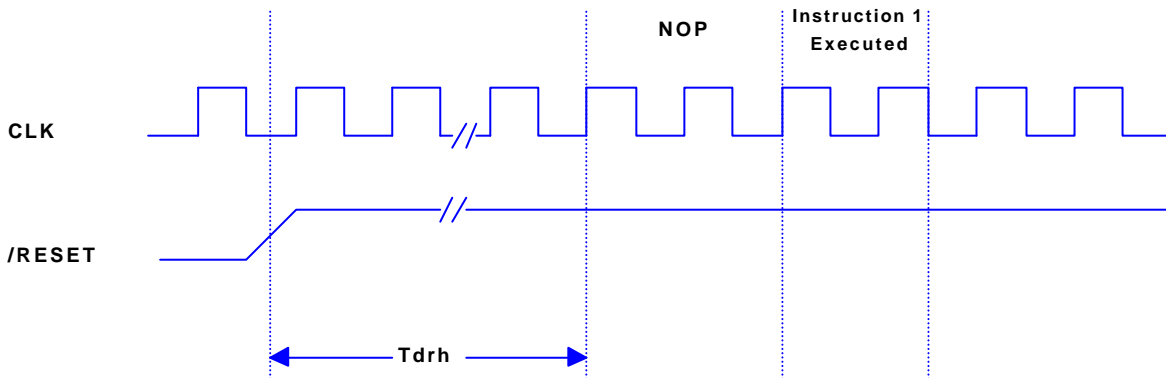 NOP
Instruction 1
Executed
CLK
/RESET
Tdrh